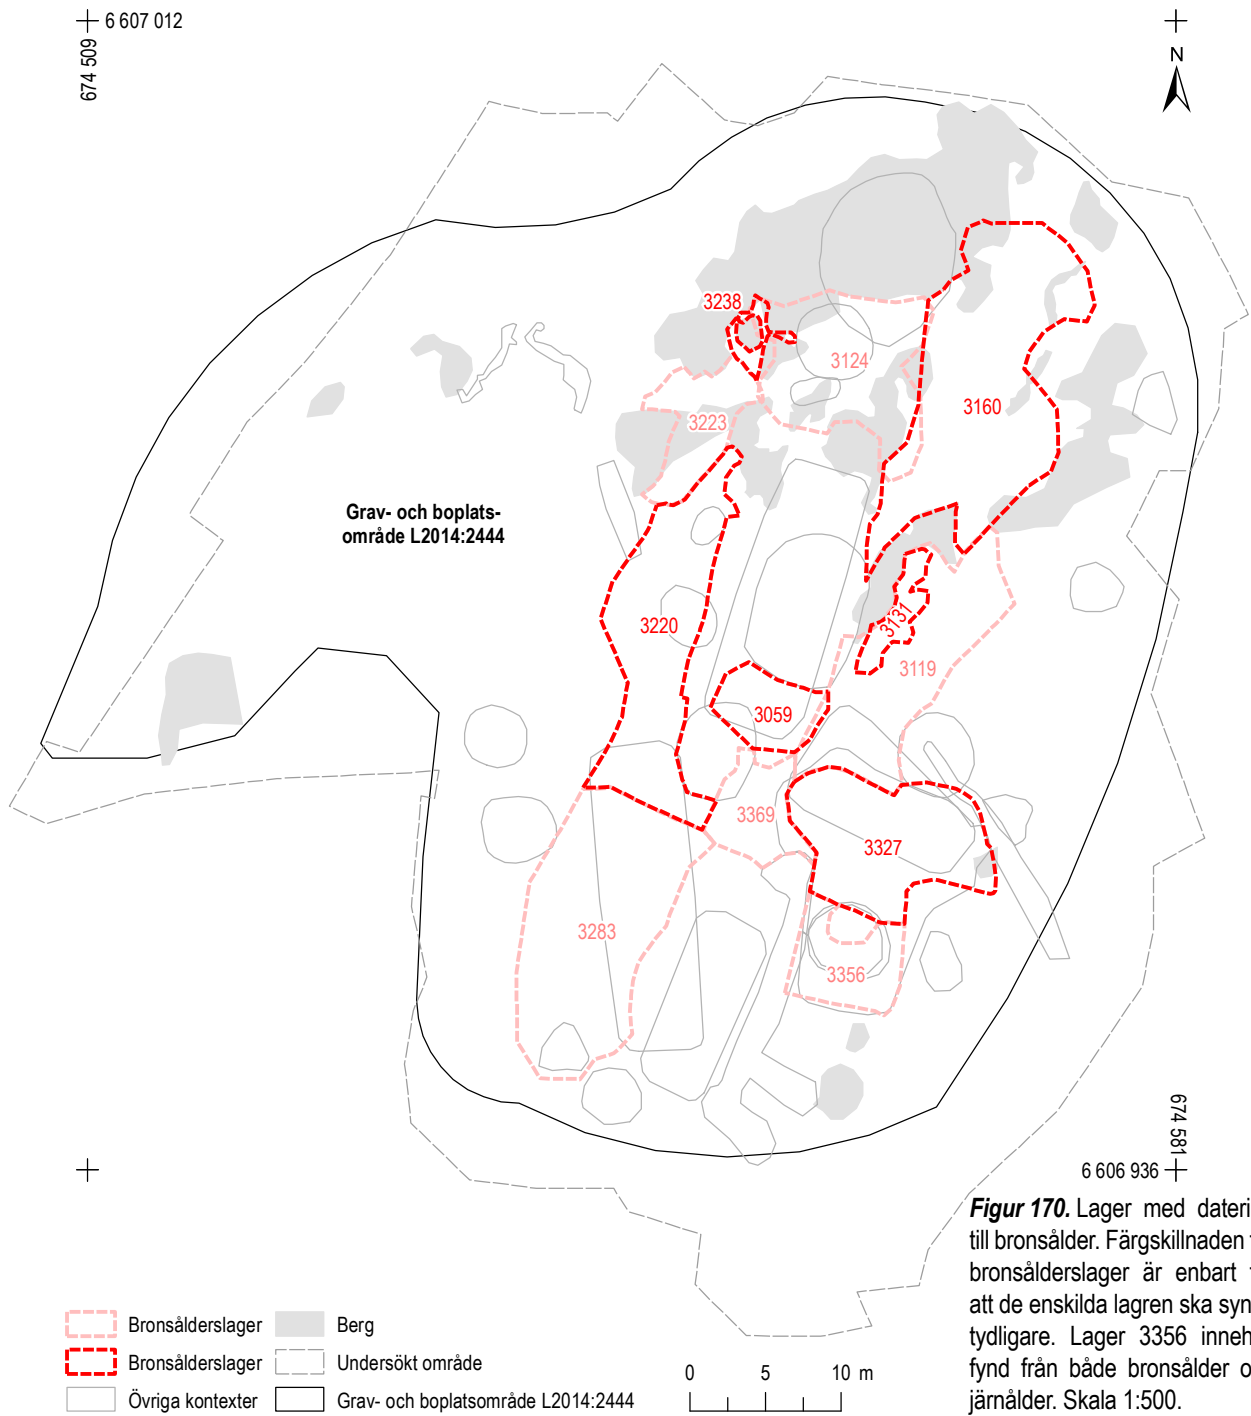 6 607 012
674 509
N
3238
3124
3160
3223
Grav- och boplats-
område L2014:2444
3131
3220
3119
3059
3369
3327
3283
3356
674 581
6 606 936
Figur 170. Lager med dateri
till bronsålder. Färgskillnaden
bronsålderslager är enbart
att de enskilda lagren ska syn
tydligare. Lager 3356 inneh
fynd från både bronsålder o
järnålder. Skala 1:500.
Bronsålderslager
Berg
Bronsålderslager
Undersökt område
Övriga kontexter
Grav- och boplatsområde L2014:2444
0 5 10 m